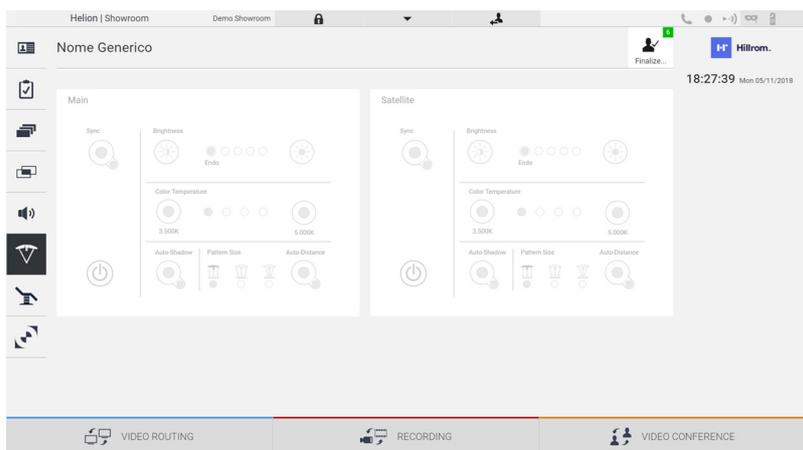 Helion | Showroom
Demo Showroom
Nome Generico
6
Finalize...
H Hillrom.
18:27:39 Mon 05/11/2018
Main
Sync
Brightness
Endo
Color Temperature
3.500K
5.000K
Auto-Shadow
Pattern Size
Auto-Distance
Satellite
Sync
Brightness
Endo
Color Temperature
3.500K
5.000K
Auto-Shadow
Pattern Size
Auto-Distance
VIDEO ROUTING
RECORDING
VIDEO CONFERENCE